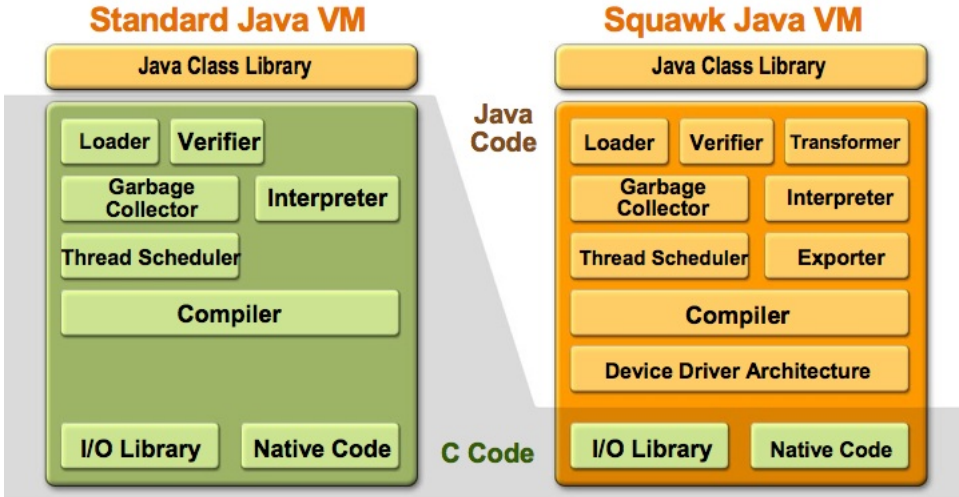 Standard Java VM
Java Class Library
Loader
Verifier
Garbage
Collector
Interpreter
Thread Scheduler
Compiler
I/O Library
Native Code
Java
Code
C Code
Squawk Java VM
Java Class Library
Loader
Verifier
Transformer
Garbage
Collector
Interpreter
Thread Scheduler
Exporter
Compiler
Device Driver Architecture
I/O Library
Native Code